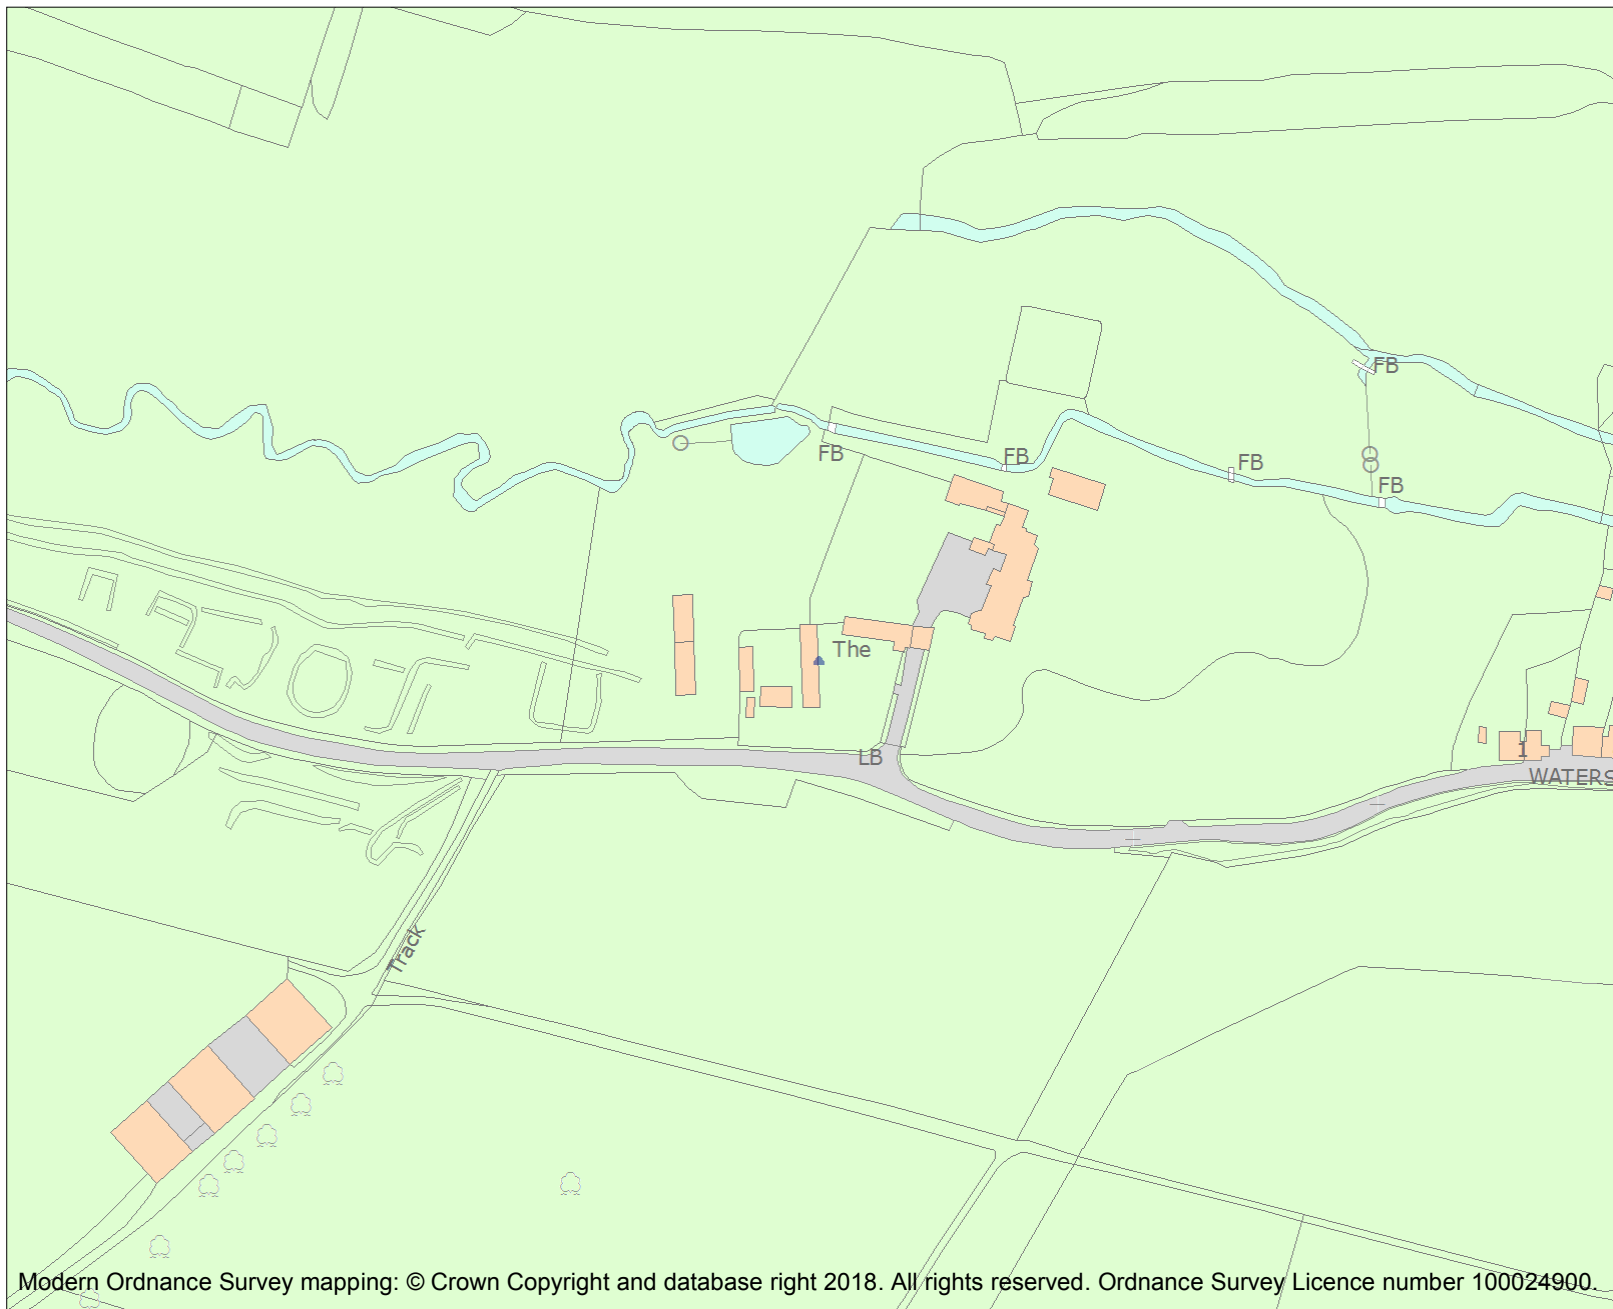 FB
FB
FB
FB
FB
The
LB
1
WATERS
Track
Modern Ordnance Survey mapping: © Crown Copyright and database right 2018. All rights reserved. Ordnance Survey Licence number 100024900.